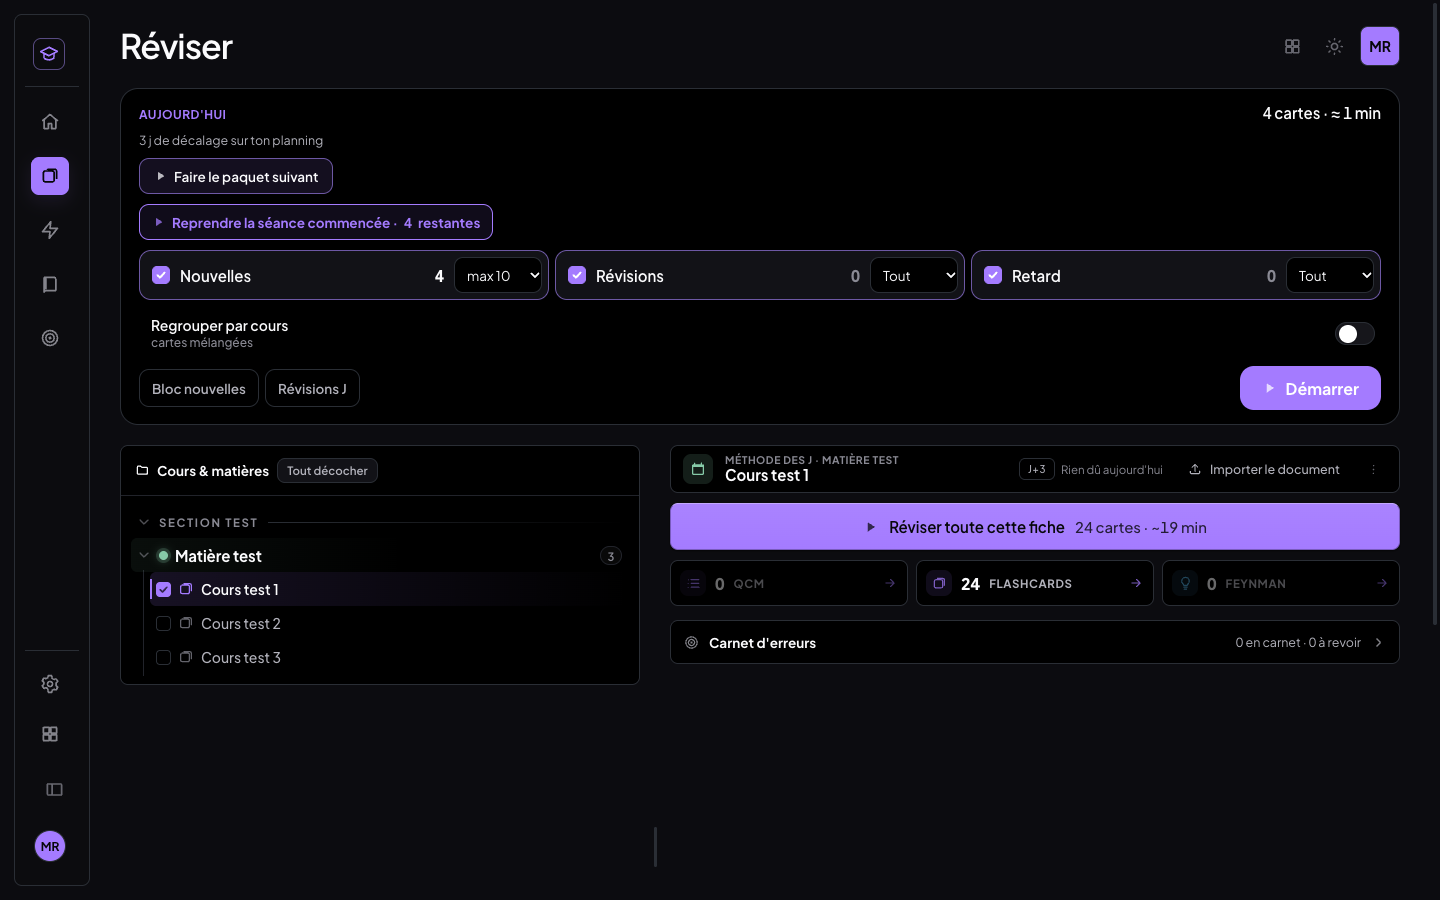 Réviser
MR
AUJOURD'HUI
4 cartes · ≈ 1 min
3 j de décalage sur ton planning
Faire le paquet suivant
Reprendre la séance commencée · 4 restantes
Nouvelles 4 max 10
Révisions 0 Tout
Retard 0 Tout
Regrouper par cours
cartes mélangées
Bloc nouvelles
Révisions J
Démarrer
Cours & matières
Tout décocher
SECTION TEST
Matière test 3
Cours test 1
Cours test 2
Cours test 3
MÉTHODE DES J · MATIÈRE TEST
Cours test 1
J+3 Rien dû aujourd'hui
Importer le document
Réviser toute cette fiche 24 cartes · ~19 min
0 QCM
24 FLASHCARDS
0 FEYNMAN
Carnet d'erreurs
0 en carnet · 0 à revoir
MR